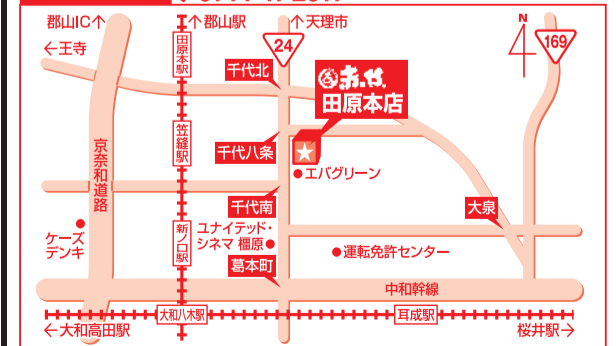 郡山IC↑
↑郡山駅
↑天理市
←王寺
N
24
169
田原本駅
千代北
赤のれん
田原本店
京奈和道路
笠縫駅
千代八条
エバグリーン
千代南
大泉
ケーズ
デンキ
新ノ口駅
ユナイテッド・
シネマ 橿原
運転免許センター
葛本町
中和幹線
大和八木駅
耳成駅
←大和高田駅
桜井駅→